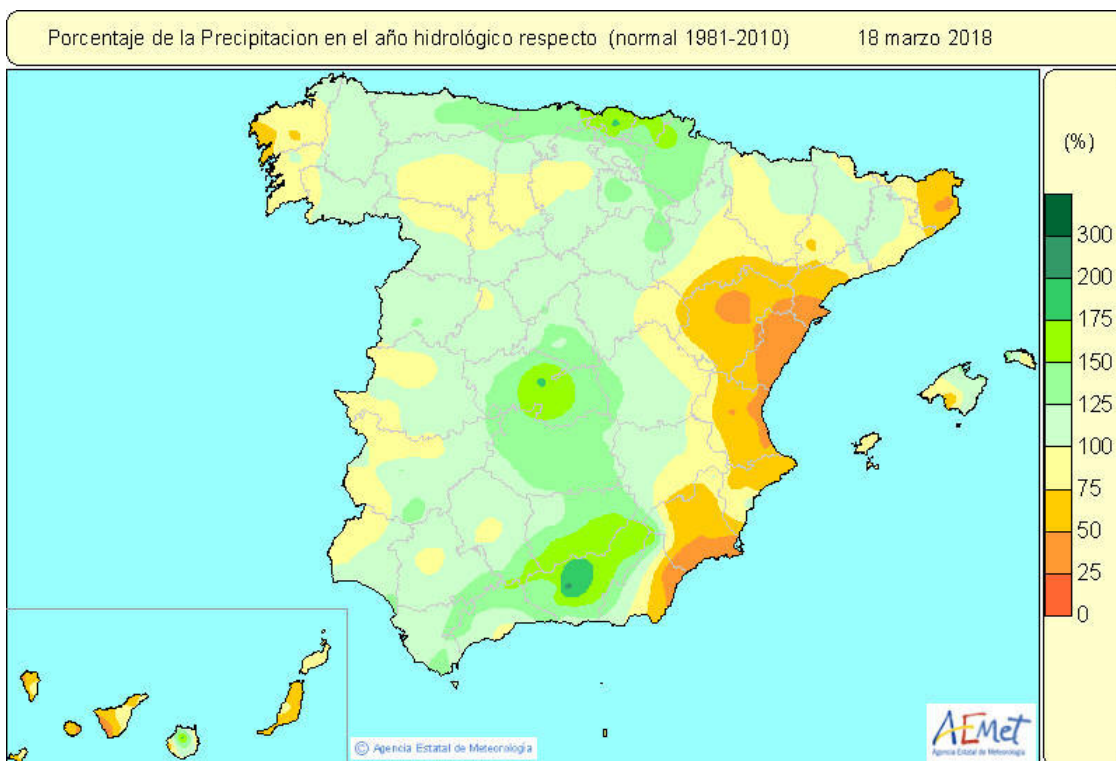 Porcentaje de la Precipitacion en el año hidrológico respecto (normal 1981-2010) 18 marzo 2018
(%)
300
200
175
150
125
100
75
50
25
0
© Agencia Estatal de Meteorología
AEMet
Agencia Estatal de Meteorología